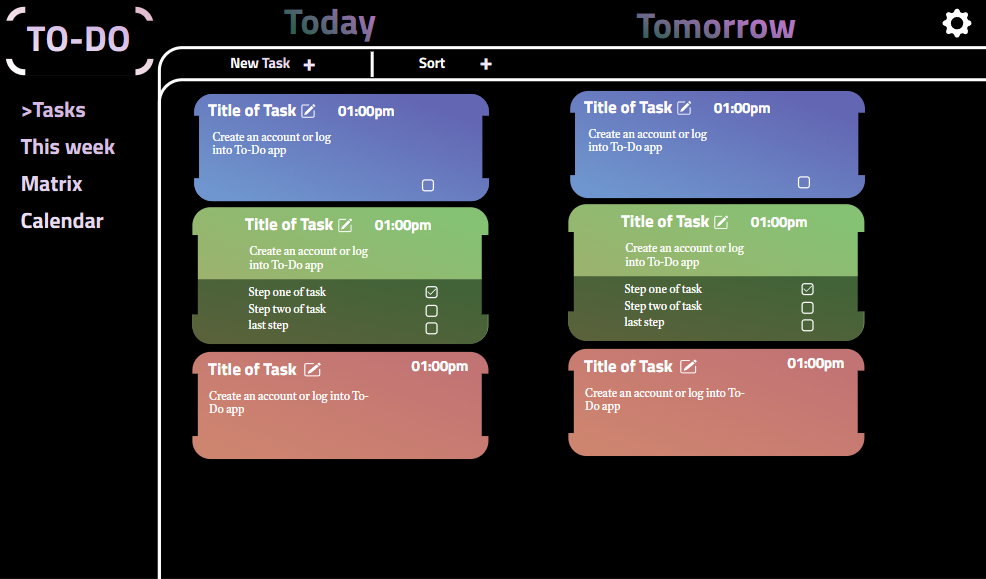 TO-DO
>Tasks
This week
Matrix
Calendar
Today
Tomorrow
New Task +
Sort +
Title of Task 01:00pm
Create an account or log
into To-Do app
Title of Task 01:00pm
Create an account or log
into To-Do app
Step one of task
Step two of task
last step
Title of Task 01:00pm
Create an account or log into To-
Do app
Title of Task 01:00pm
Create an account or log
into To-Do app
Title of Task 01:00pm
Create an account or log
into To-Do app
Step one of task
Step two of task
last step
Title of Task 01:00pm
Create an account or log into To-
Do app